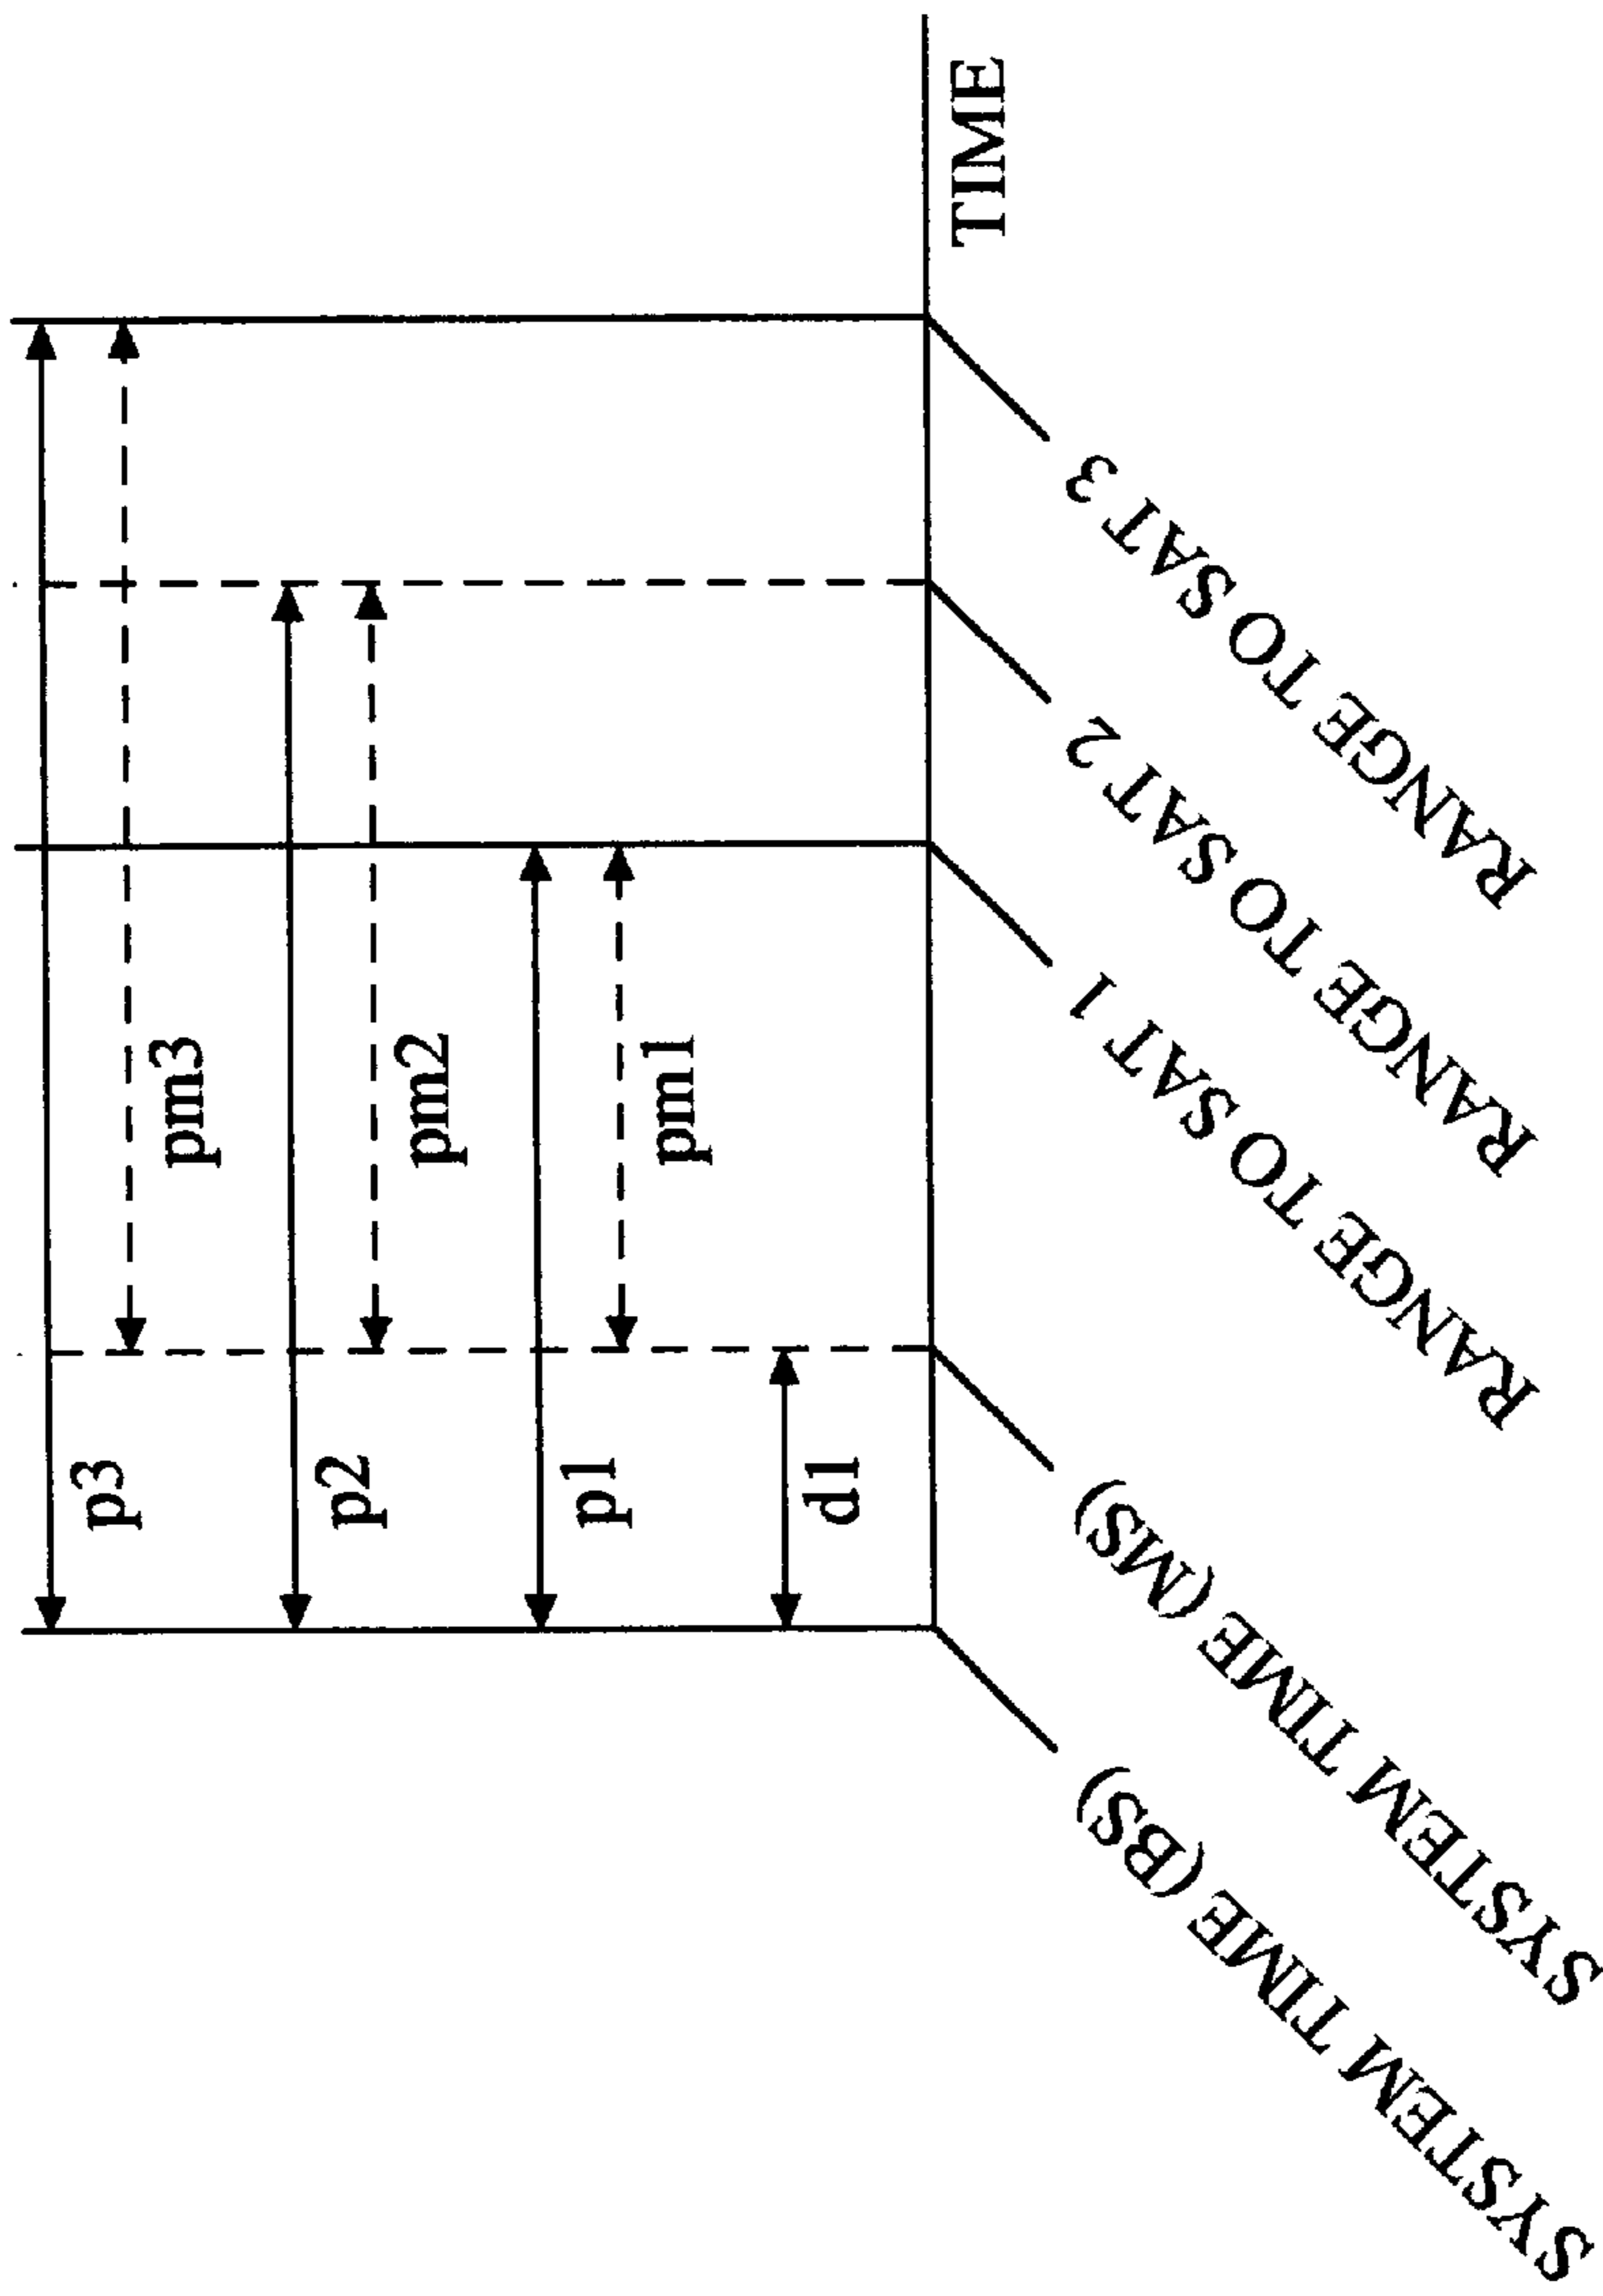 p3
pm3
p2
pm2
p1
pm1
d1
TIME
SYSTEM TIME (BS)
SYSTEM TIME (MS)
RANGE TO SAT 1
RANGE TO SAT 2
RANGE TO SAT 3